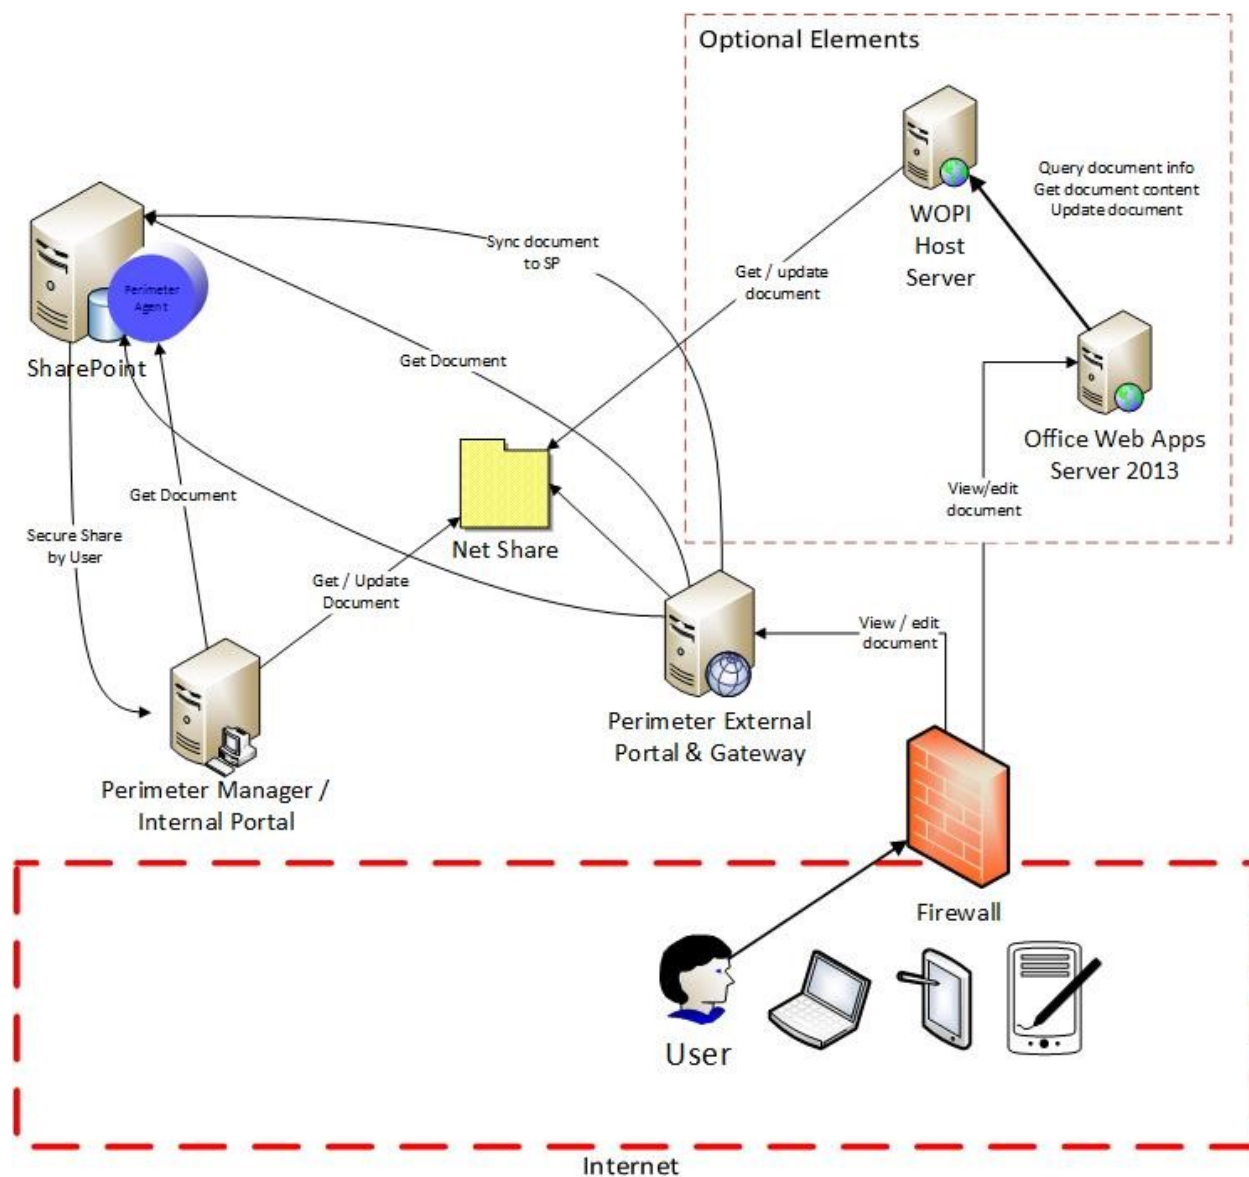 Optional Elements
Query document info
Get document content
Update document
WOPI
Host
Server
Sync document
to SP
Get / update
document
Perimeter
Agent
SharePoint
Get Document
Office Web Apps
Server 2013
View/edit
document
Get Document
Secure Share
by User
Net Share
Get / Update
Document
View / edit
document
Perimeter External
Portal & Gateway
Perimeter Manager /
Internal Portal
Firewall
User
Internet